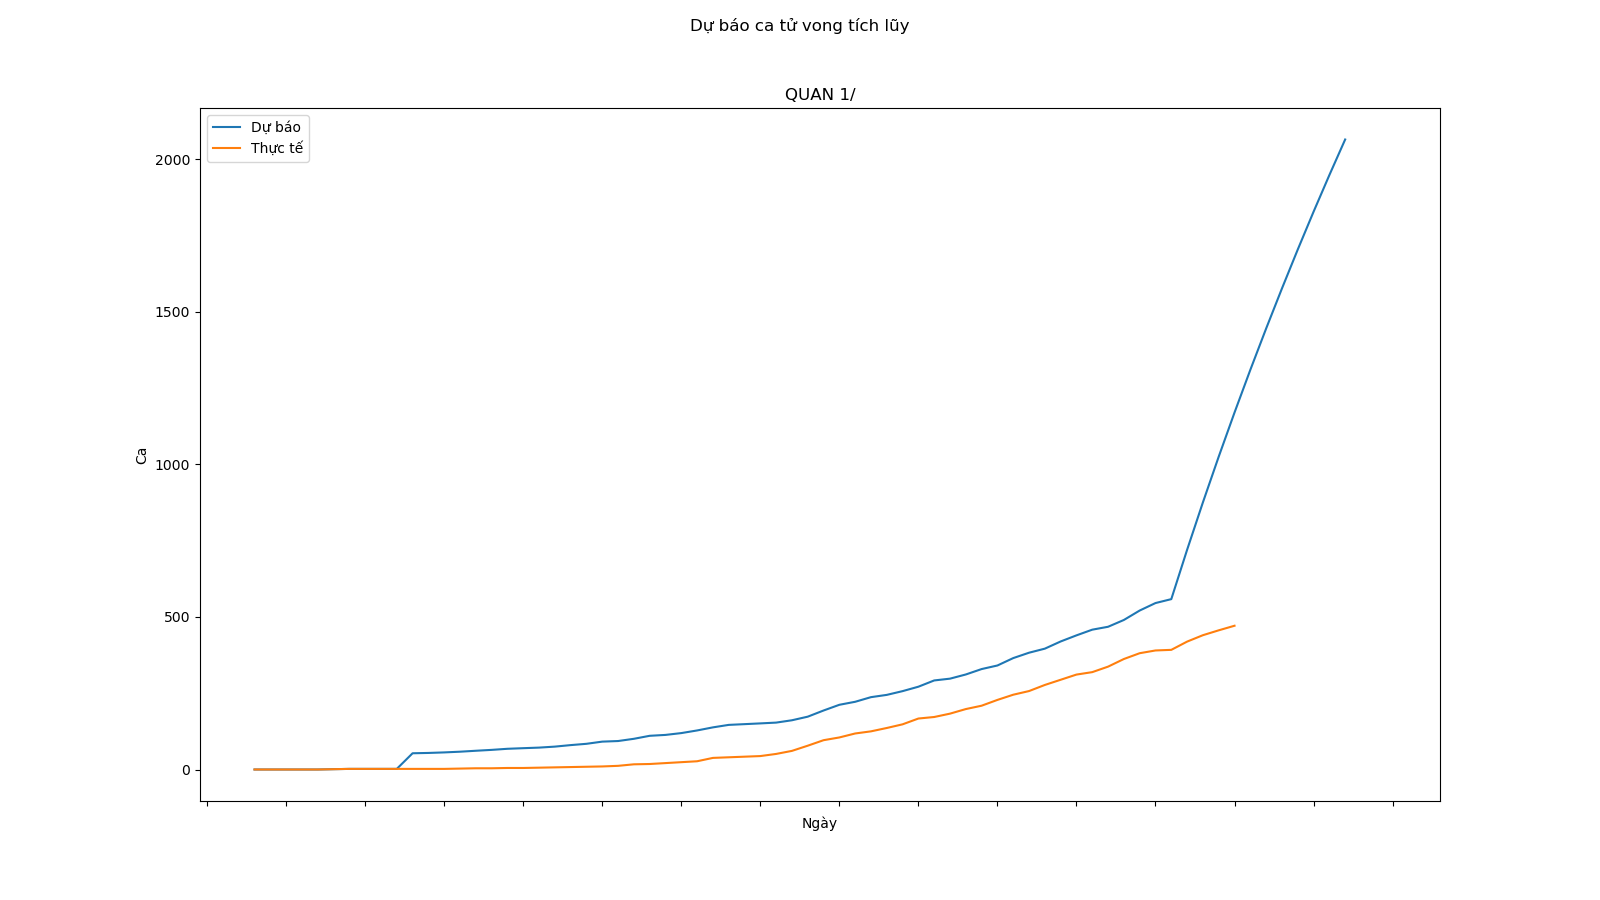 Dự báo ca tử vong tích lũy
QUAN 1/
Dự báo
Thực tế
2000
1500
1000
500
0
Ca
Ngày